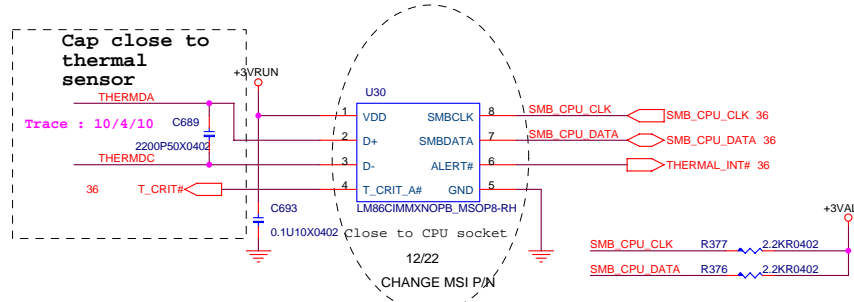 Cap close to
thermal
sensor
+3VRUN
U30
THERMDA
1 VDD SMBCLK 8 SMB_CPU_CLK SMB_CPU_CLK 36
Trace : 10/4/10 C689
2 D+ SMBDATA 7 SMB_CPU_DATA SMB_CPU_DATA 36
2200P50X0402
THERMDC
3 D- ALERT# 6 THERMAL_INT# 36
36 T_CRIT# 4 T_CRIT_A# GND 5
C693 LM86CIMMXNOPB_MSOP8-RH
0.1U10X0402 Close to CPU socket
12/22
CHANGE MSI P/N
+3VAL
SMB_CPU_CLK R377 2.2KR0402
SMB_CPU_DATA R376 2.2KR0402